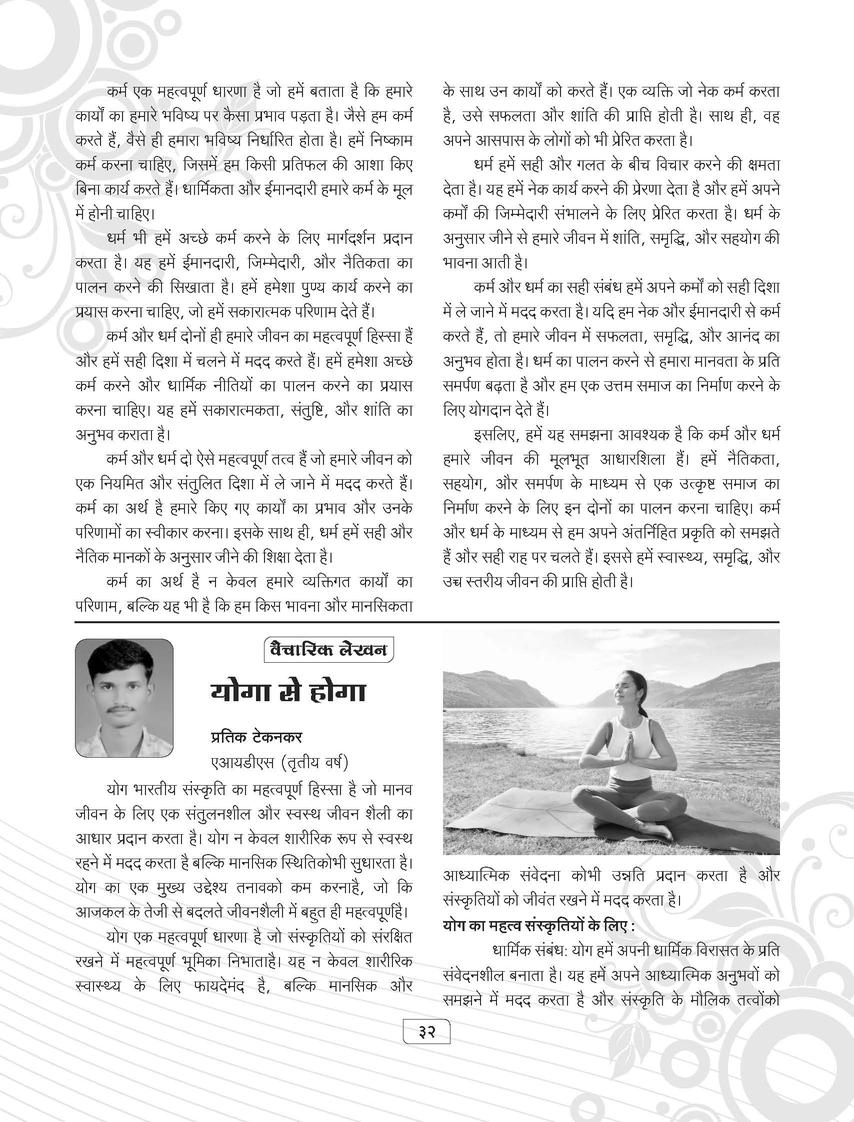 कर्म एक महत्वपूर्ण धारणा है जो हमें बताता है कि हमारे
कार्यों का हमारे भविष्य पर कैसा प्रभाव पड़ता है। जैसे हम कर्म
करते हैं, वैसे ही हमारा भविष्य निर्धारित होता है। हमें निष्काम
कर्म करना चाहिए, जिसमें हम किसी प्रतिफल की आशा किए
बिना कार्य करते हैं। धार्मिकता और ईमानदारी हमारे कर्म के मूल
में होनी चाहिए।
धर्म भी हमें अच्छे कर्म करने के लिए मार्गदर्शन प्रदान
करता है। यह हमें ईमानदारी, जिम्मेदारी, और नैतिकता का
पालन करने की सिखाता है। हमें हमेशा पुण्य कार्य करने का
प्रयास करना चाहिए, जो हमें सकारात्मक परिणाम देते हैं।
कर्म और धर्म दोनों ही हमारे जीवन का महत्वपूर्ण हिस्सा हैं
और हमें सही दिशा में चलने में मदद करते हैं। हमें हमेशा अच्छे
कर्म करने और धार्मिक नीतियों का पालन करने का प्रयास
करना चाहिए। यह हमें सकारात्मकता, संतुष्टि, और शांति का
अनुभव कराता है।
कर्म और धर्म दो ऐसे महत्वपूर्ण तत्व हैं जो हमारे जीवन को
एक नियमित और संतुलित दिशा में ले जाने में मदद करते हैं।
कर्म का अर्थ है हमारे किए गए कार्यों का प्रभाव और उनके
परिणामों का स्वीकार करना। इसके साथ ही, धर्म हमें सही और
नैतिक मानकों के अनुसार जीने की शिक्षा देता है।
कर्म का अर्थ है न केवल हमारे व्यक्तिगत कार्यों का
परिणाम, बल्कि यह भी है कि हम किस भावना और मानसिकता
के साथ उन कार्यों को करते हैं। एक व्यक्ति जो नेक कर्म करता
है, उसे सफलता और शांति की प्राप्ति होती है। साथ ही, वह
अपने आसपास के लोगों को भी प्रेरित करता है।
धर्म हमें सही और गलत के बीच विचार करने की क्षमता
देता है। यह हमें नेक कार्य करने की प्रेरणा देता है और हमें अपने
कर्मों की जिम्मेदारी संभालने के लिए प्रेरित करता है। धर्म के
अनुसार जीने से हमारे जीवन में शांति, समृद्धि, और सहयोग की
भावना आती है।
कर्म और धर्म का सही संबंध हमें अपने कर्मों को सही दिशा
में ले जाने में मदद करता है। यदि हम नेक और ईमानदारी से कर्म
करते हैं, तो हमारे जीवन में सफलता, समृद्धि, और आनंद का
अनुभव होता है। धर्म का पालन करने से हमारा मानवता के प्रति
समर्पण बढ़ता है और हम एक उत्तम समाज का निर्माण करने के
लिए योगदान देते हैं।
इसलिए, हमें यह समझना आवश्यक है कि कर्म और धर्म
हमारे जीवन की मूलभूत आधारशिला हैं। हमें नैतिकता,
सहयोग, और समर्पण के माध्यम से एक उत्कृष्ट समाज का
निर्माण करने के लिए इन दोनों का पालन करना चाहिए। कर्म
और धर्म के माध्यम से हम अपने अंतर्निहित प्रकृति को समझते
हैं और सही राह पर चलते हैं। इससे हमें स्वास्थ्य, समृद्धि, और
उच्च स्तरीय जीवन की प्राप्ति होती है।
वैचारिक लेखन
योगा से होगा
प्रतिक टेकनकर
एआयडीएस (तृतीय वर्ष)
योग भारतीय संस्कृति का महत्वपूर्ण हिस्सा है जो मानव
जीवन के लिए एक संतुलनशील और स्वस्थ जीवन शैली का
आधार प्रदान करता है। योग न केवल शारीरिक रूप से स्वस्थ
रहने में मदद करता है बल्कि मानसिक स्थितिकोभी सुधारता है।
योग का एक मुख्य उद्देश्य तनावको कम करनाहै, जो कि
आजकल के तेजी से बदलते जीवनशैली में बहुत ही महत्वपूर्णहै।
योग एक महत्वपूर्ण धारणा है जो संस्कृतियों को संरक्षित
रखने में महत्वपूर्ण भूमिका निभाताहै। यह न केवल शारीरिक
स्वास्थ्य के लिए फायदेमंद है, बल्कि मानसिक और
आध्यात्मिक संवेदना कोभी उन्नति प्रदान करता है और
संस्कृतियों को जीवंत रखने में मदद करता है।
योग का महत्व संस्कृतियों के लिए :
धार्मिक संबंध: योग हमें अपनी धार्मिक विरासत के प्रति
संवेदनशील बनाता है। यह हमें अपने आध्यात्मिक अनुभवों को
समझने में मदद करता है और संस्कृति के मौलिक तत्वोंको
३२